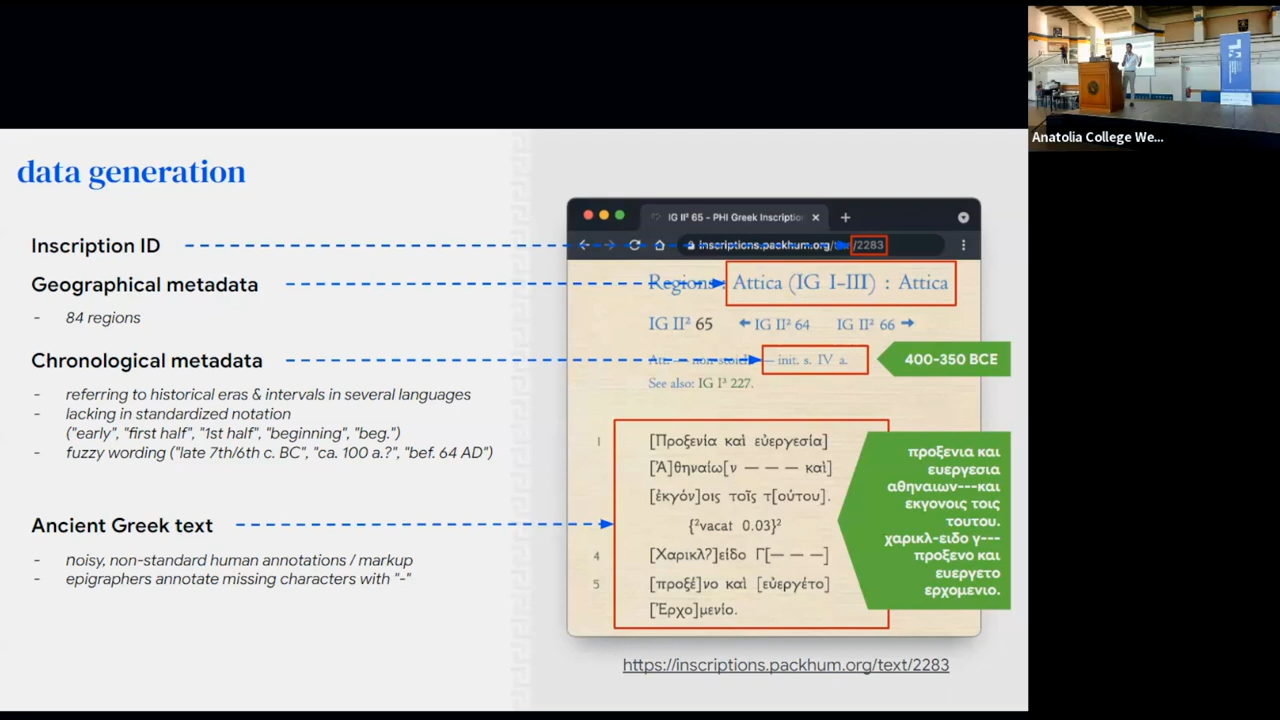 Anatolia College We...
data generation
Inscription ID
Geographical metadata
- 84 regions
Chronological metadata
- referring to historical eras & intervals in several languages
- lacking in standardized notation
("early", "first half", "1st half", "beginning", "beg.")
- fuzzy wording ("late 7th/6th c. BC", "ca. 100 a.?", "bef. 64 AD")
Ancient Greek text
- noisy, non-standard human annotations / markup
- epigraphers annotate missing characters with "-"
IG II² 65 - PHI Greek Inscription
inscriptions.packhum.org/text/2283
Regions : Attica (IG I-III) : Attica
IG II² 65 ← IG II² 64 IG II² 66 →
Att. — non-stoich. — init. s. IV a.
400-350 BCE
See also: IG I³ 227.
1 [Προξενία καὶ εὐεργεσία]
[Ἀ]θηναίω[ν — — — καὶ]
[ἐκγόν]οις τοῖς τ[ούτου].
{²vacat 0.03}²
4 [Χαρικλ?]είδο Γ[— — —]
5 [προξέ]νο καὶ [εὐεργέτο]
[Ἐρχο]μενίο.
προξενια και
ευεργεσια
αθηναιων---και
εκγονοις τοις
τουτου.
χαρικλ-ειδο γ---
προξενο και
ευεργετο
ερχομενιο.
https://inscriptions.packhum.org/text/2283